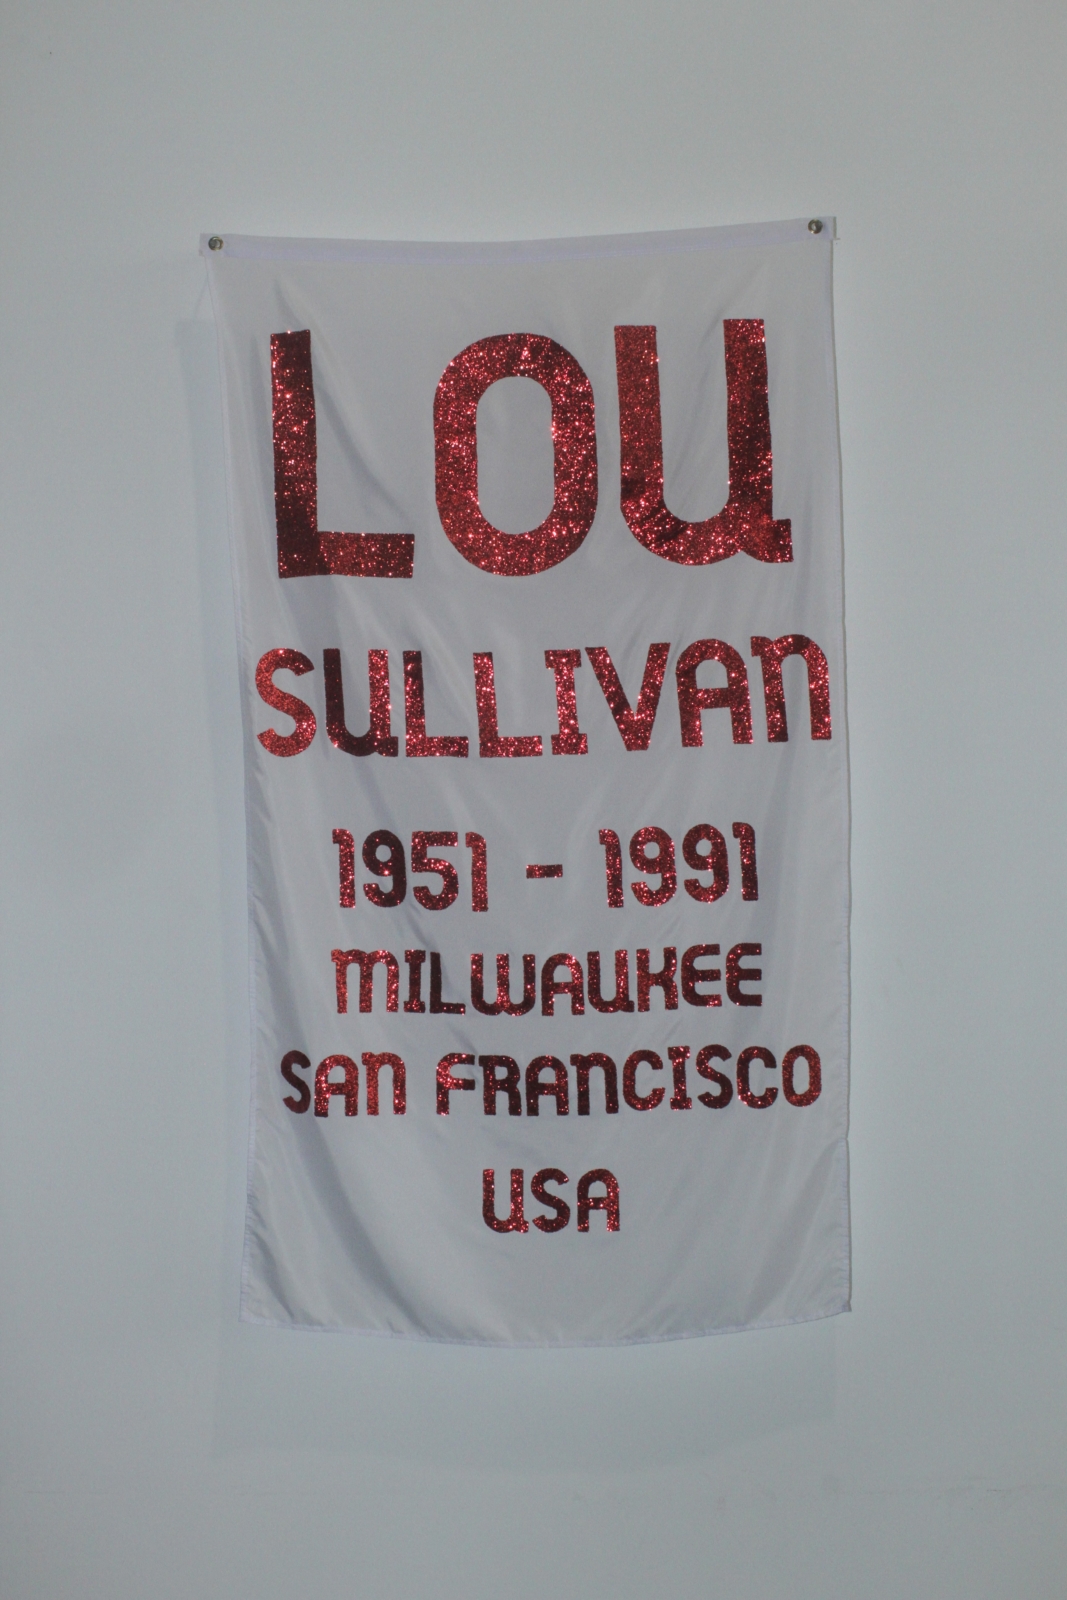 LOU
SULLIVAN
1951 - 1991
MILWAUKEE
SAN FRANCISCO
USA